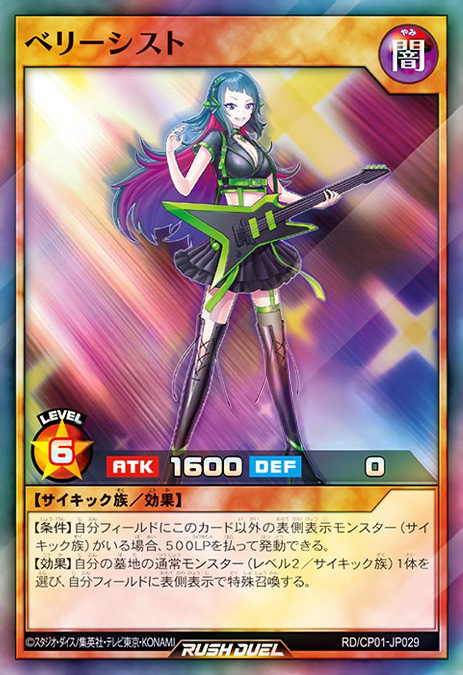 ベリーシスト
やみ
闇
LEVEL
6
ATK 1600 DEF 0
【サイキック族／効果】
【条件】自分フィールドにこのカード以外の表側表示モンスター（サイ
キック族）がいる場合、500LPを払って発動できる。
【効果】自分の墓地の通常モンスター（レベル2／サイキック族）1体を
選び、自分フィールドに表側表示で特殊召喚する。
©スタジオ・ダイス/集英社・テレビ東京・KONAMI
RUSH DUEL
RD/CP01-JP029